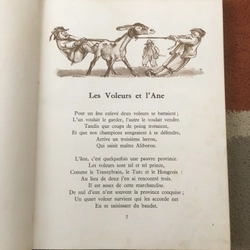 Les Voleurs et l'Ane
Pour un âne enlevé deux voleurs se battaient ;
L'un voulait le garder, l'autre le voulait vendre.
Tandis que coups de poing trottaient,
Et que nos champions songeaient à se défendre,
Arrive un troisième larron,
Qui saisit maître Aliboron.
L'âne, c'est quelquefois une pauvre province.
Les voleurs sont tel et tel prince,
Comme le Transylvain, le Turc et le Hongrois.
Au lieu de deux j'en ai rencontré trois.
Il est assez de cette marchandise.
De nul d'eux n'est souvent la province conquise ;
Un quart voleur survient qui les accorde net
En se saisissant du baudet.